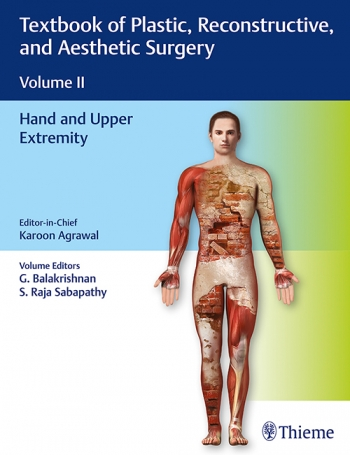 Textbook of Plastic, Reconstructive,
and Aesthetic Surgery
Volume II
Hand and Upper
Extremity
Editor-in-Chief
Karoon Agrawal
Volume Editors
G. Balakrishnan
S. Raja Sabapathy
Thieme